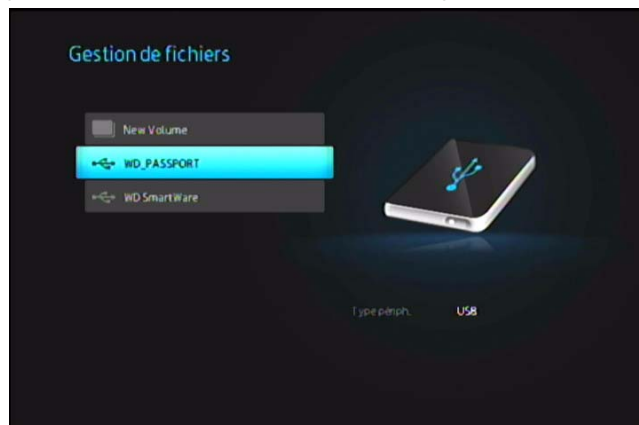 Gestion de fichiers
New Volume
WD_PASSPORT
WD SmartWare
Type périph. USB